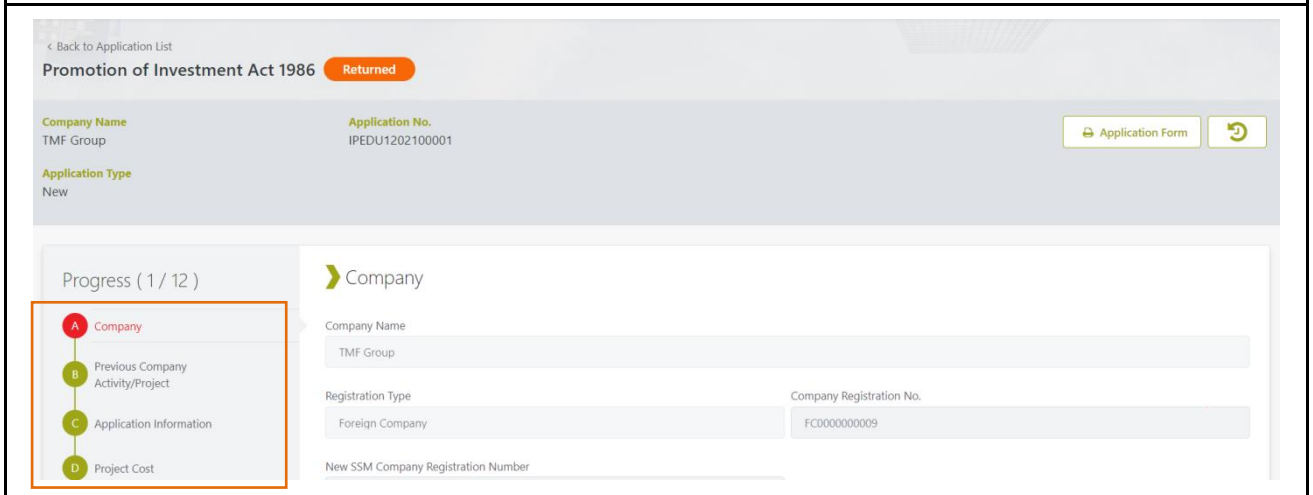 < Back to Application List
Promotion of Investment Act 1986 Returned
Company Name
TMF Group
Application No.
IPEDU1202100001
Application Form
Application Type
New
Progress ( 1 / 12 )
A Company
B Previous Company
Activity/Project
C Application Information
D Project Cost
Company
Company Name
TMF Group
Registration Type
Foreign Company
Company Registration No.
FC0000000009
New SSM Company Registration Number